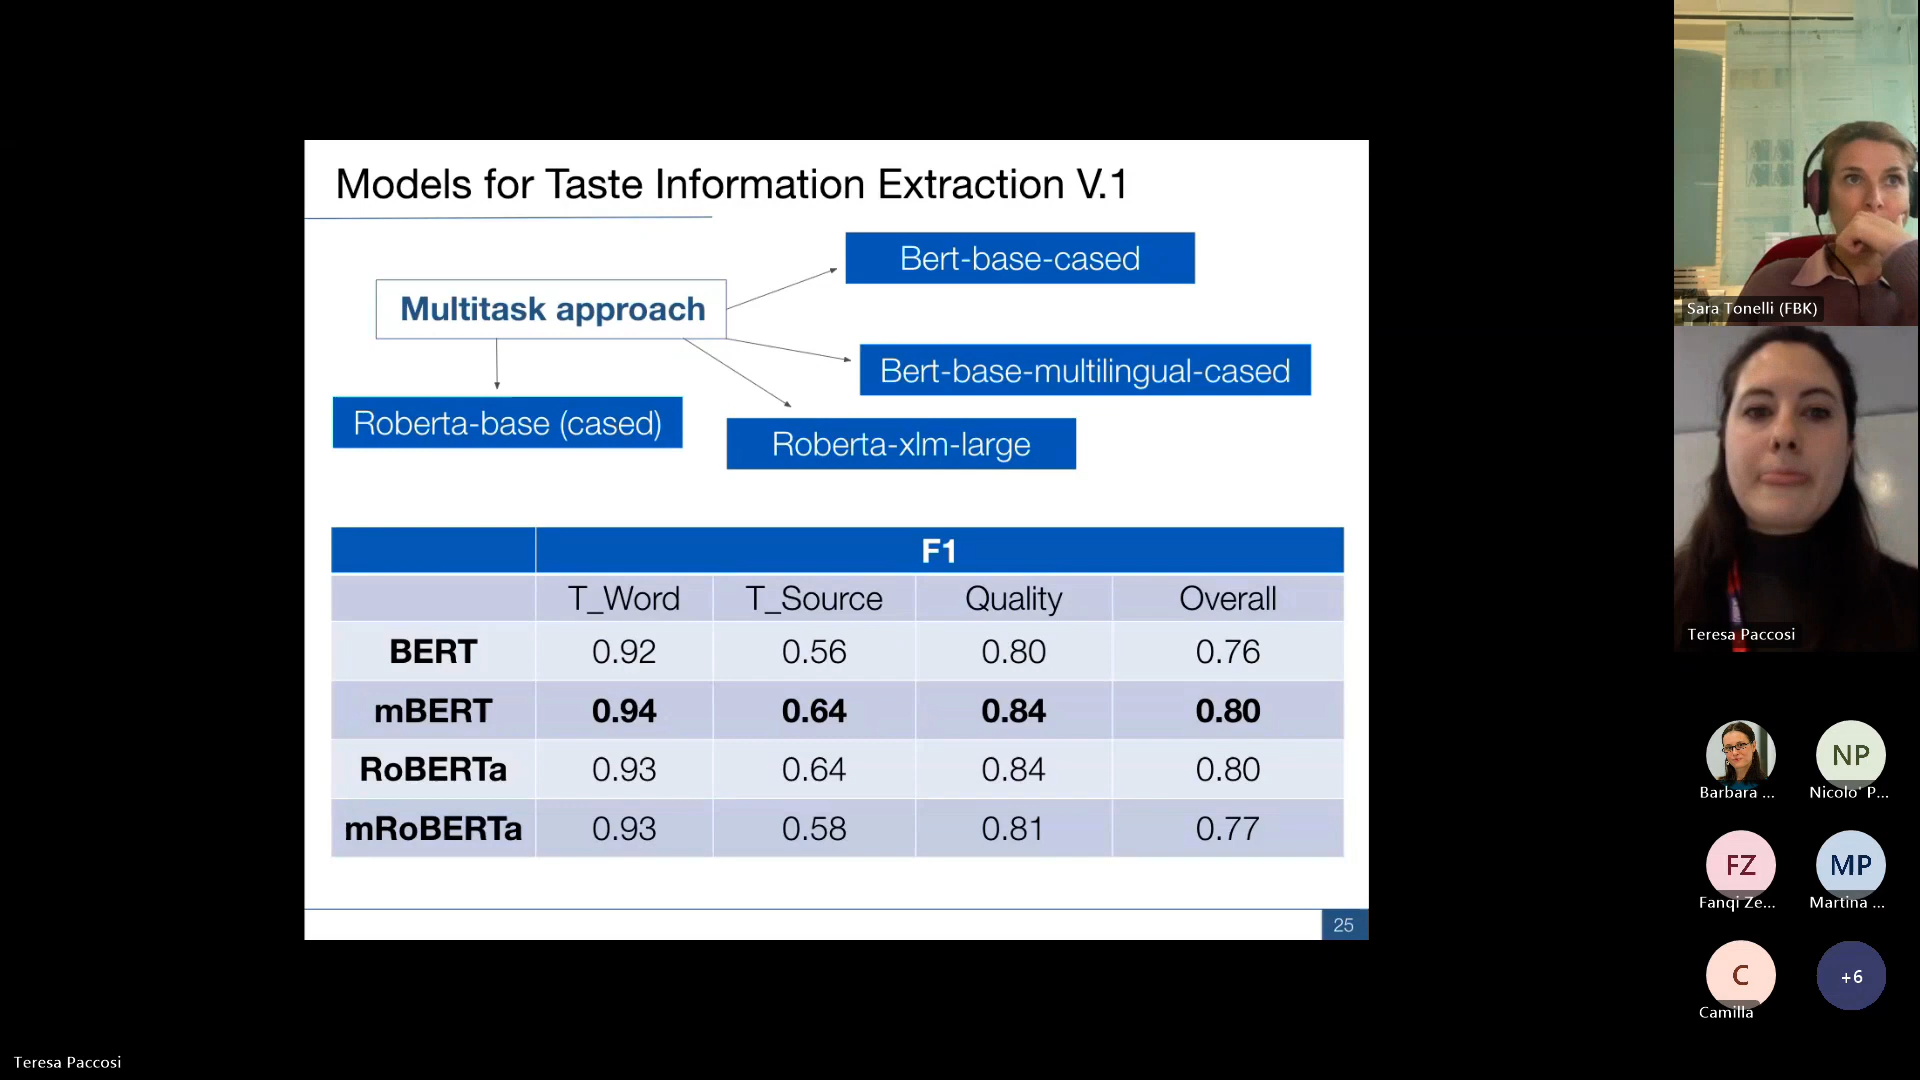 Models for Taste Information Extraction V.1
Multitask approach
Bert-base-cased
Bert-base-multilingual-cased
Roberta-base (cased)
Roberta-xlm-large
F1
T_Word T_Source Quality Overall
BERT 0.92 0.56 0.80 0.76
mBERT 0.94 0.64 0.84 0.80
RoBERTa 0.93 0.64 0.84 0.80
mRoBERTa 0.93 0.58 0.81 0.77
25
Sara Tonelli (FBK)
Teresa Paccosi
NP
Barbara ... Nicolo' P...
FZ MP
Fanqi Ze... Martina ...
C +6
Camilla
Teresa Paccosi